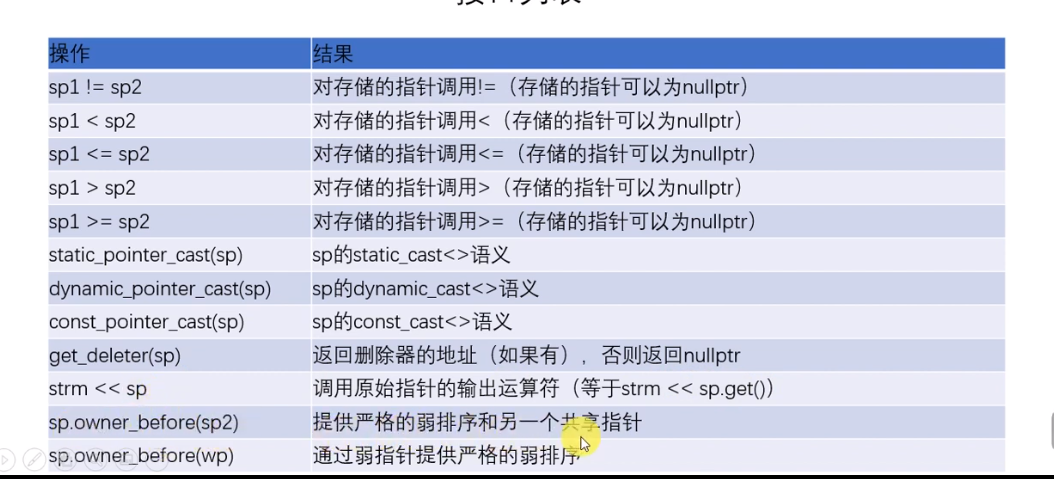 操作 结果
sp1 != sp2 对存储的指针调用!=（存储的指针可以为nullptr）
sp1 < sp2 对存储的指针调用<（存储的指针可以为nullptr）
sp1 <= sp2 对存储的指针调用<=（存储的指针可以为nullptr）
sp1 > sp2 对存储的指针调用>（存储的指针可以为nullptr）
sp1 >= sp2 对存储的指针调用>=（存储的指针可以为nullptr）
static_pointer_cast(sp) sp的static_cast<>语义
dynamic_pointer_cast(sp) sp的dynamic_cast<>语义
const_pointer_cast(sp) sp的const_cast<>语义
get_deleter(sp) 返回删除器的地址（如果有），否则返回nullptr
strm << sp 调用原始指针的输出运算符（等于strm << sp.get()）
sp.owner_before(sp2) 提供严格的弱排序和另一个共享指针
sp.owner_before(wp) 通过弱指针提供严格的弱排序